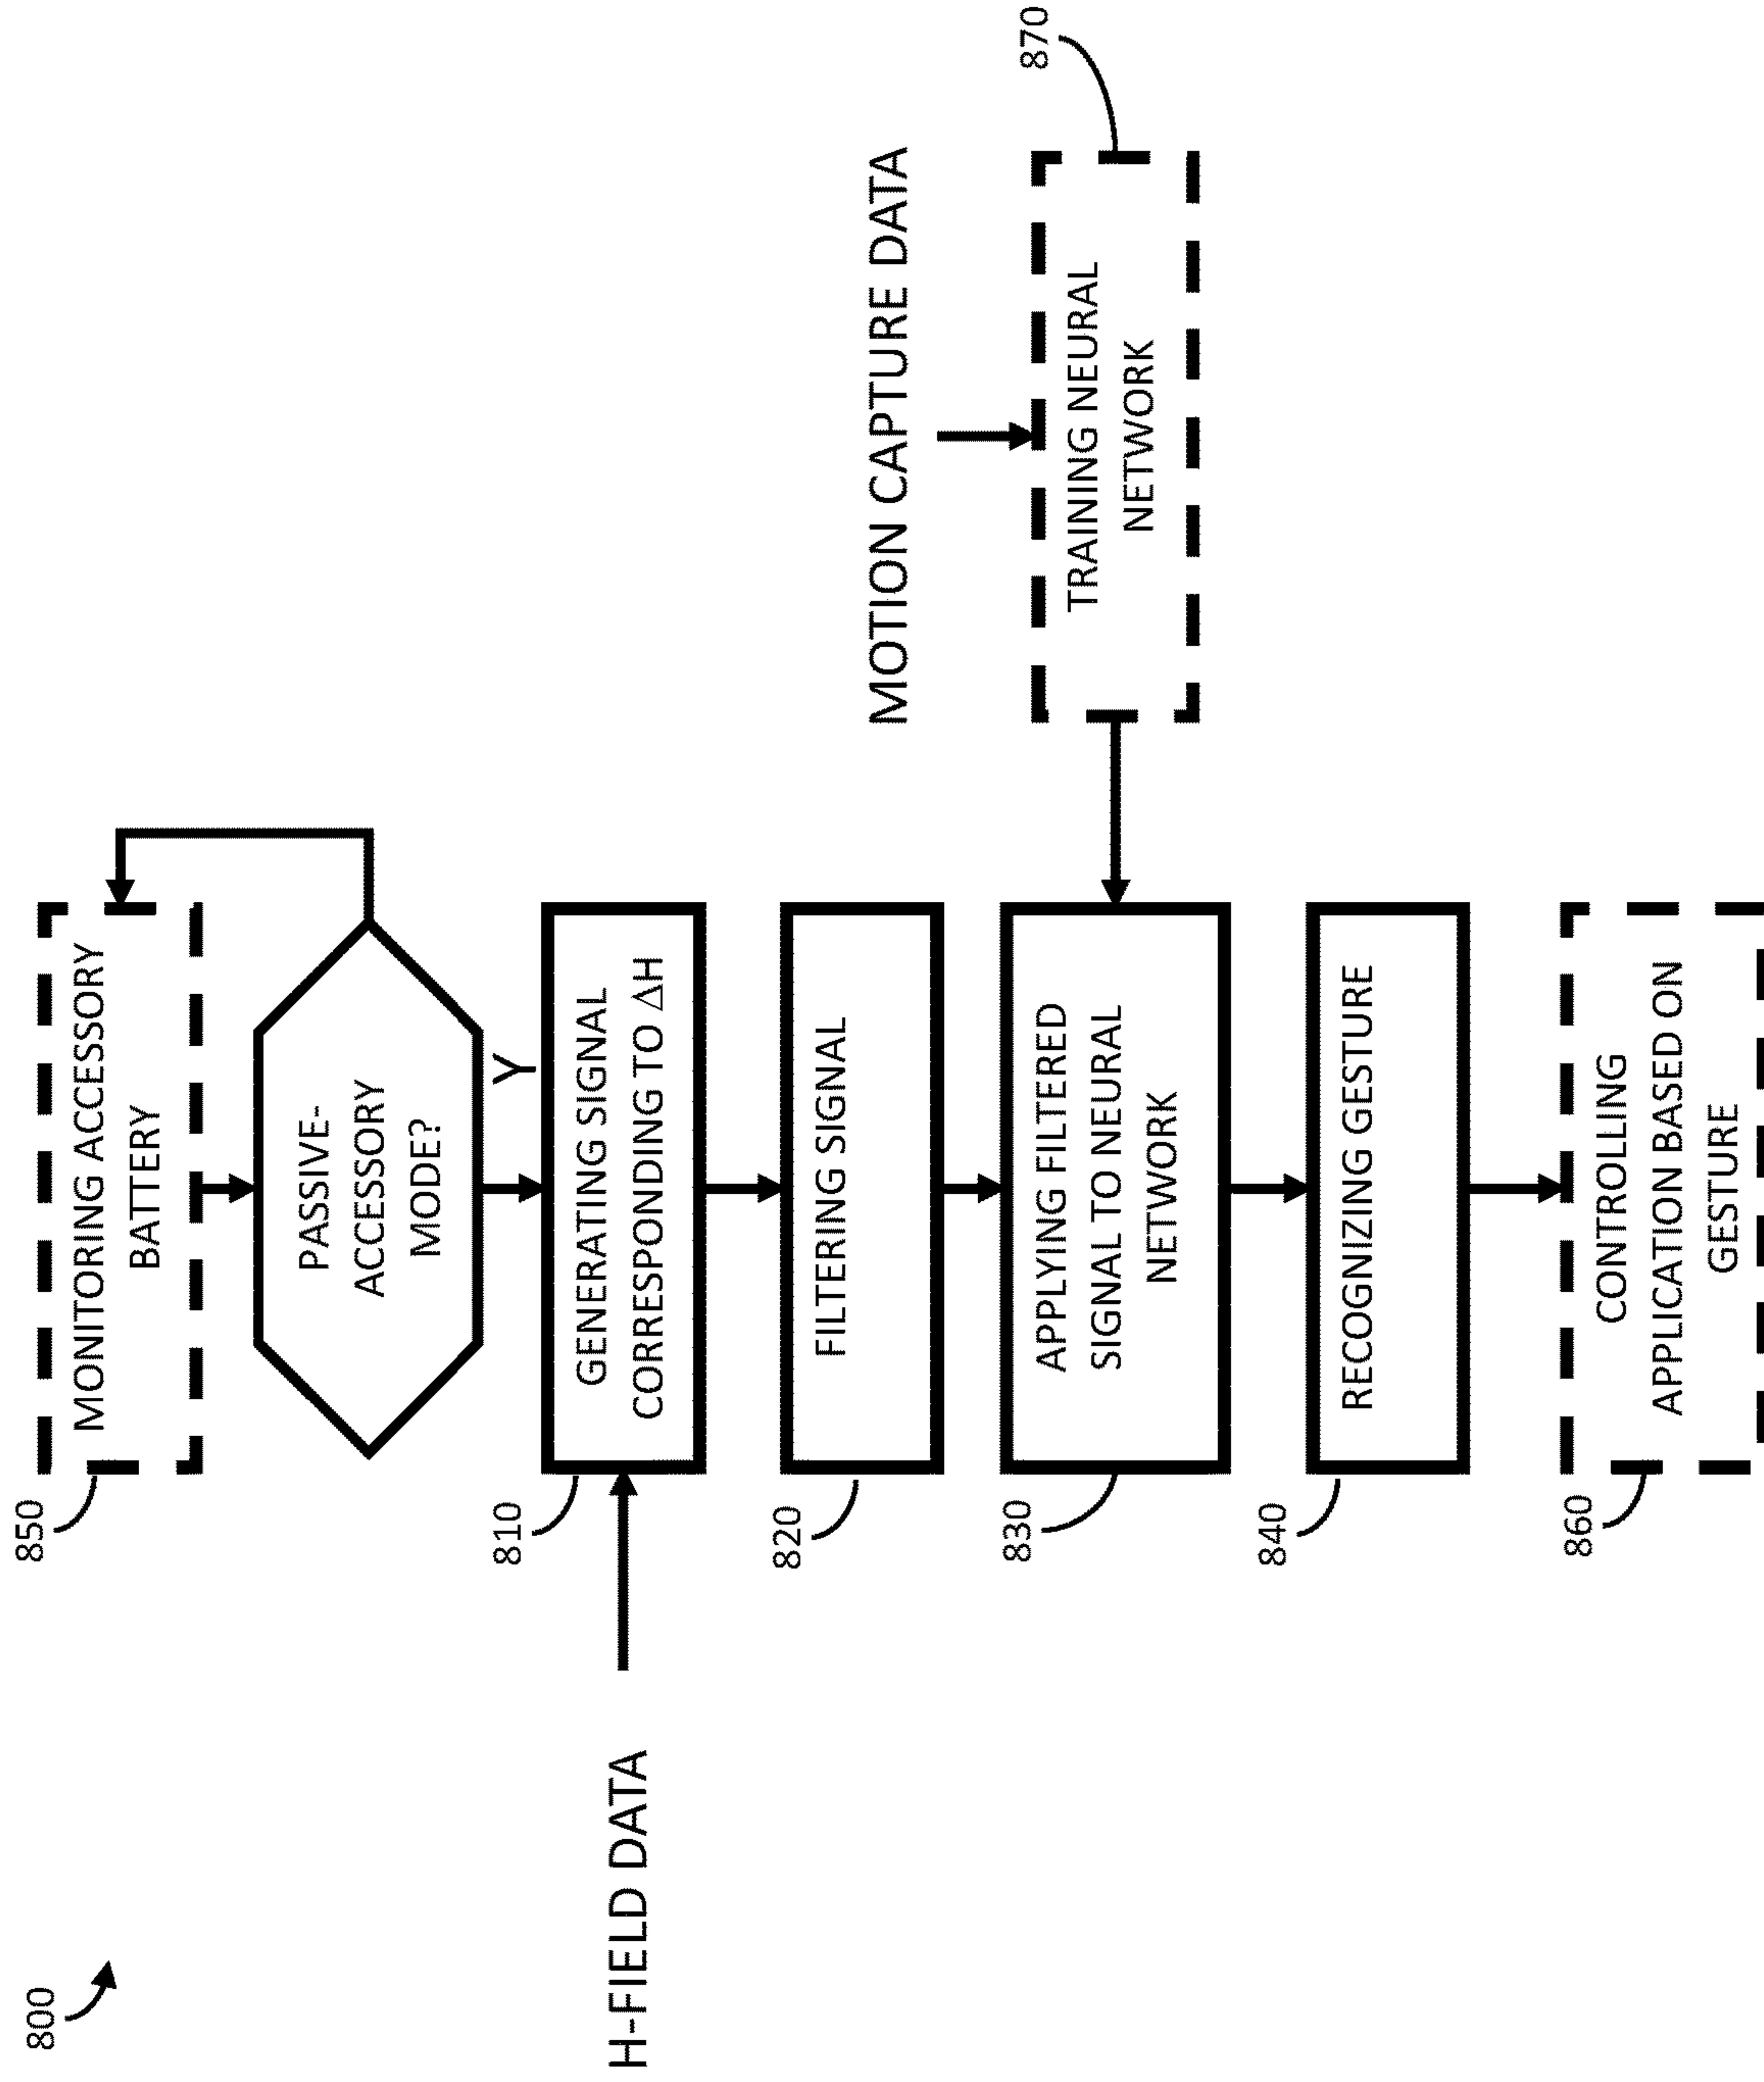 800
850
MONITORING ACCESSORY
BATTERY
PASSIVE-
ACCESSORY
MODE?
Y
H-FIELD DATA
810
GENERATING SIGNAL
CORRESPONDING TO ΔH
820
FILTERING SIGNAL
MOTION CAPTURE DATA
830
APPLYING FILTERED
SIGNAL TO NEURAL
NETWORK
870
TRAINING NEURAL
NETWORK
840
RECOGNIZING GESTURE
860
CONTROLLING
APPLICATION BASED ON
GESTURE